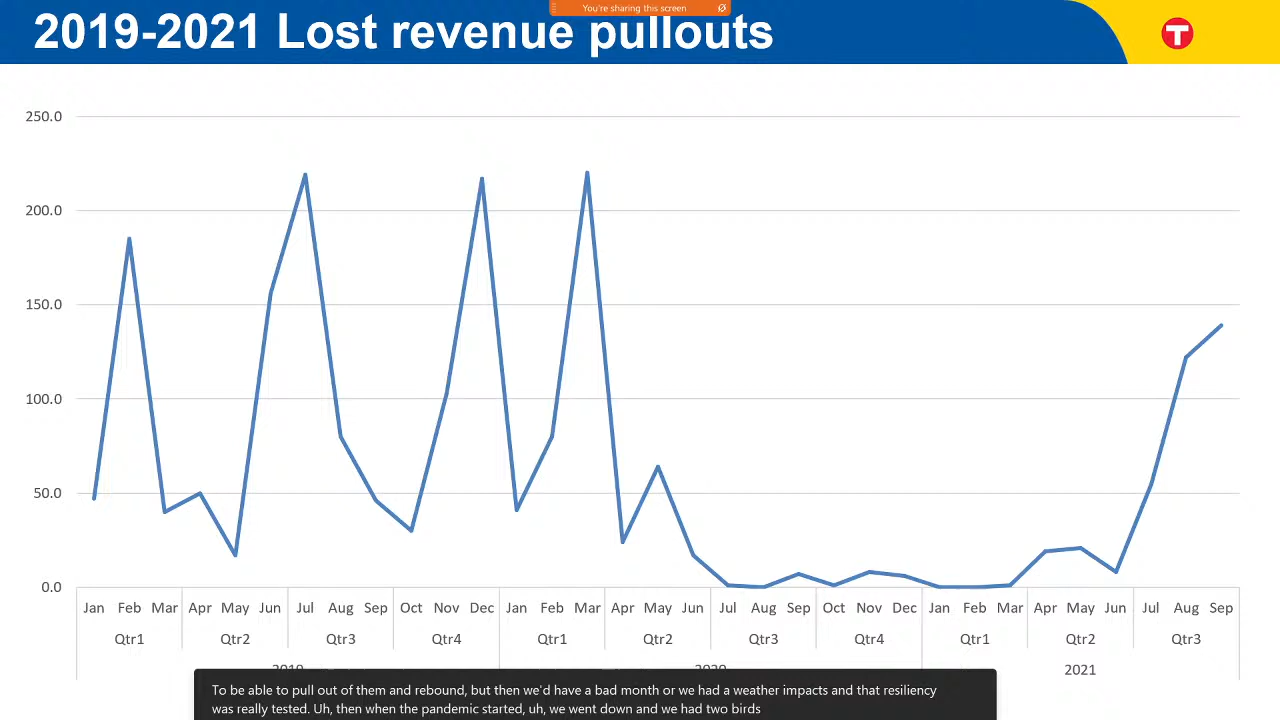 You're sharing this screen
2019-2021 Lost revenue pullouts
T
250.0
200.0
150.0
100.0
50.0
0.0
Jan Feb Mar Apr May Jun Jul Aug Sep Oct Nov Dec Jan Feb Mar Apr May Jun Jul Aug Sep Oct Nov Dec Jan Feb Mar Apr May Jun Jul Aug Sep
Qtr1 Qtr2 Qtr3 Qtr4 Qtr1 Qtr2 Qtr3 Qtr4 Qtr1 Qtr2 Qtr3
2019 2020 2021
To be able to pull out of them and rebound, but then we'd have a bad month or we had a weather impacts and that resiliency
was really tested. Uh, then when the pandemic started, uh, we went down and we had two birds